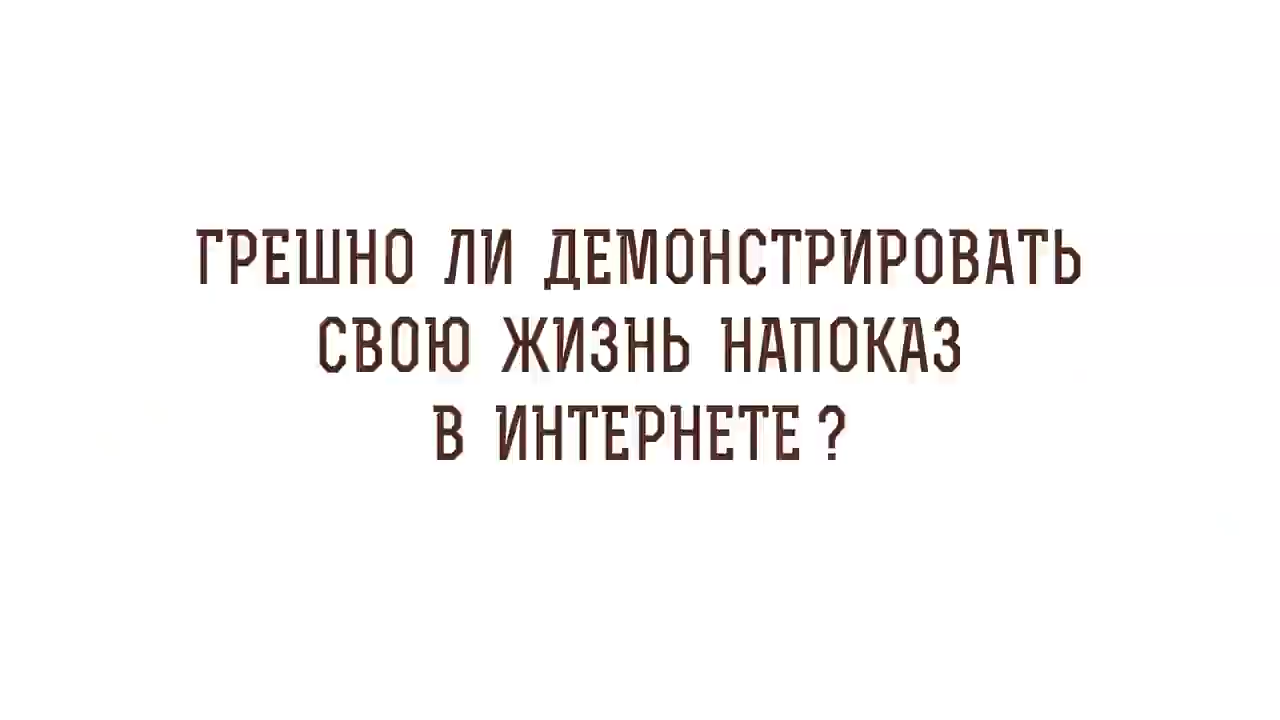 ГРЕШНО ЛИ ДЕМОНСТРИРОВАТЬ
СВОЮ ЖИЗНЬ НАПОКАЗ
В ИНТЕРНЕТЕ ?